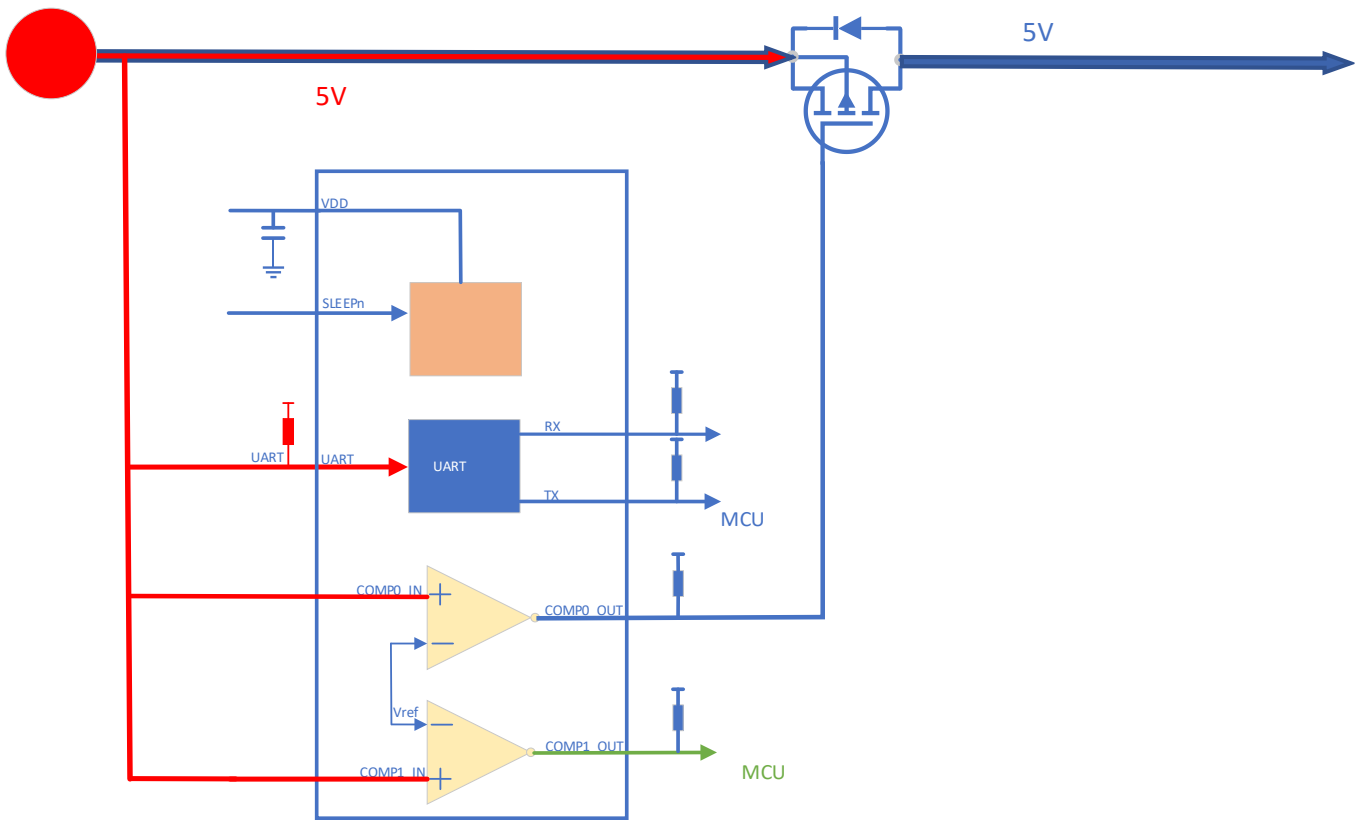 5V
5V
VDD
SLEEPn
RX
UART
UART
UART
TX
MCU
COMP0_IN
COMP0_OUT
Vref
COMP1_OUT
COMP1_IN
MCU